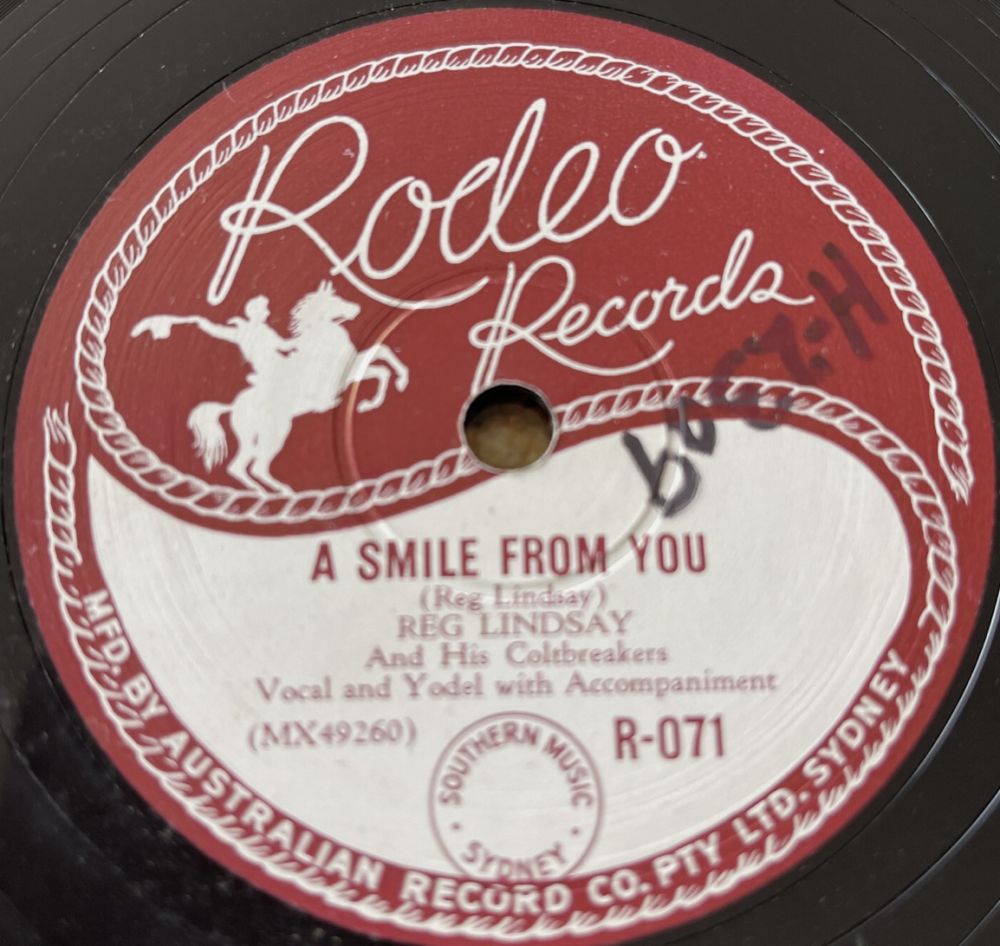 Rodeo
Records
A SMILE FROM YOU
(Reg Lindsay)
REG LINDSAY
And His Coltbreakers
Vocal and Yodel with Accompaniment
(MX49260)
R-071
SOUTHERN MUSIC
SYDNEY
MFD. BY AUSTRALIAN RECORD CO. PTY LTD. SYDNEY